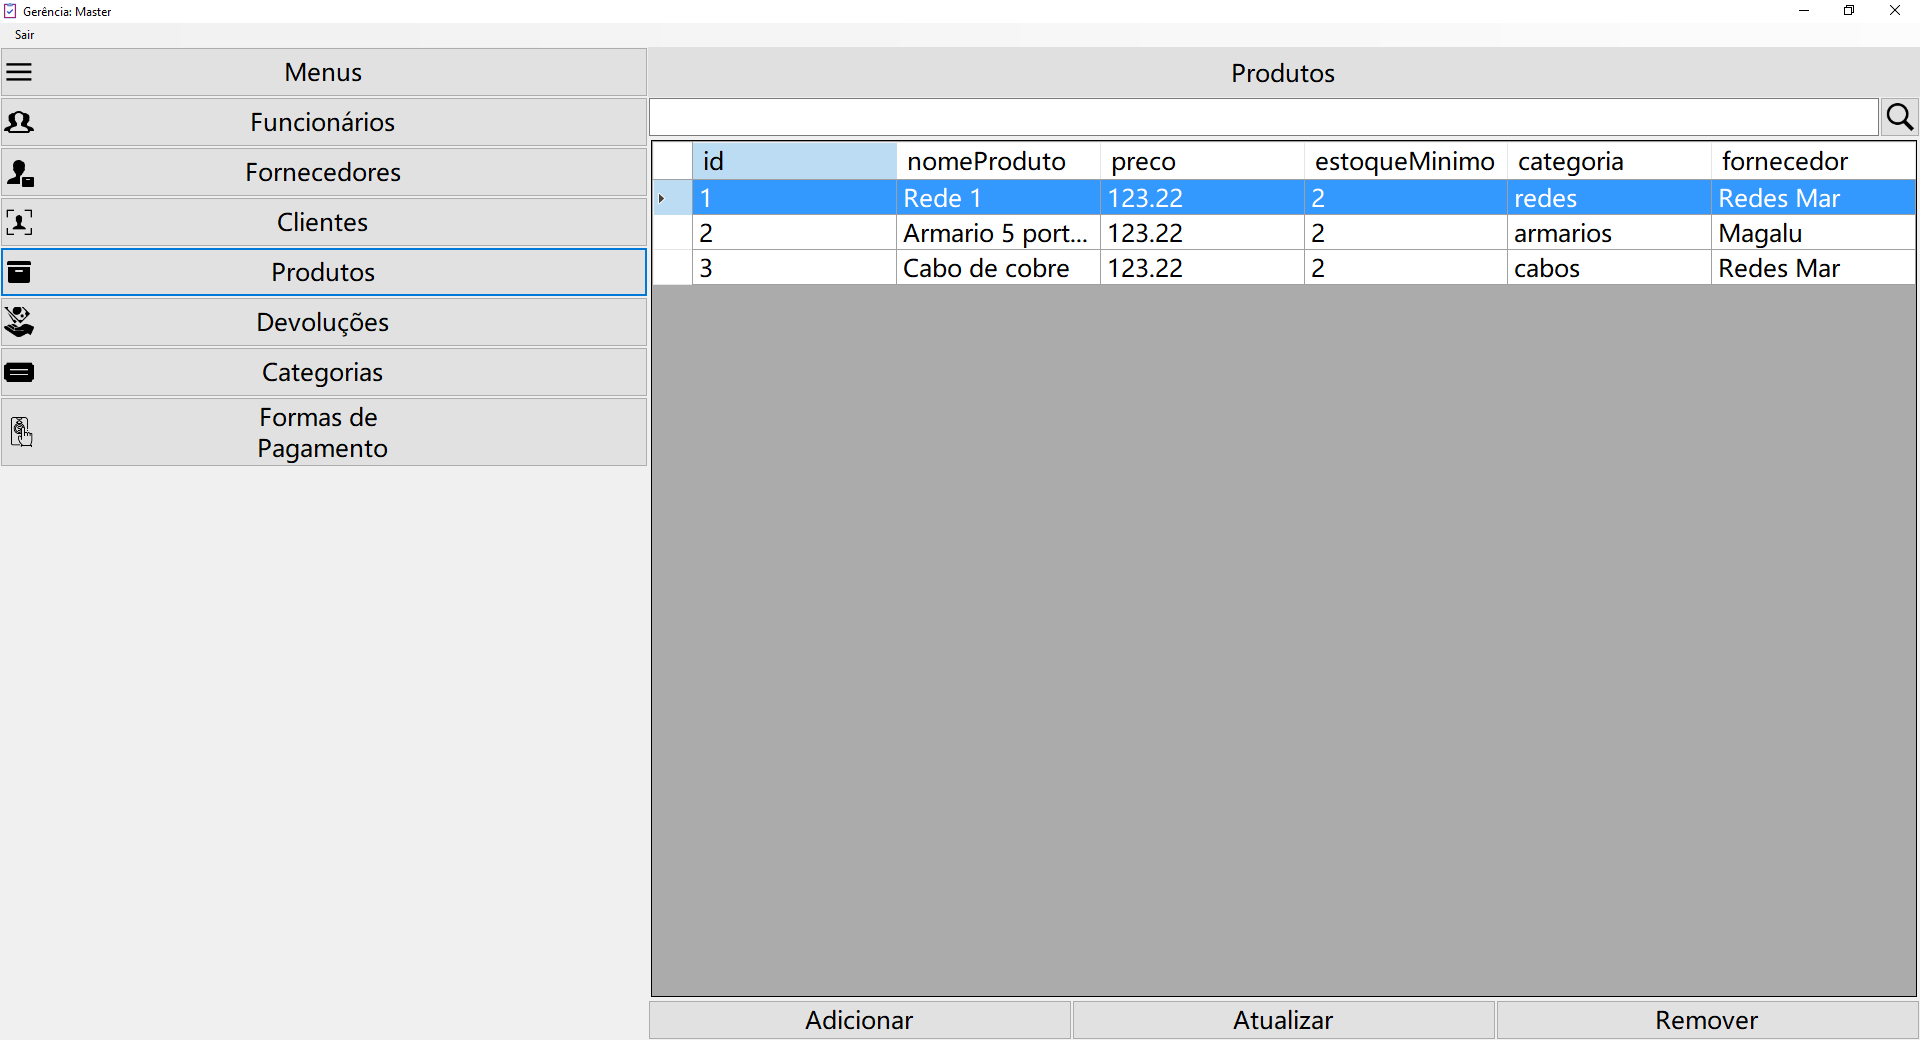 Gerência: Master
Sair
Menus
Funcionários
Fornecedores
Clientes
Produtos
Devoluções
Categorias
Formas de
Pagamento
Produtos
id nomeProduto preco estoqueMinimo categoria fornecedor
1 Rede 1 123.22 2 redes Redes Mar
2 Armario 5 port... 123.22 2 armarios Magalu
3 Cabo de cobre 123.22 2 cabos Redes Mar
Adicionar Atualizar Remover